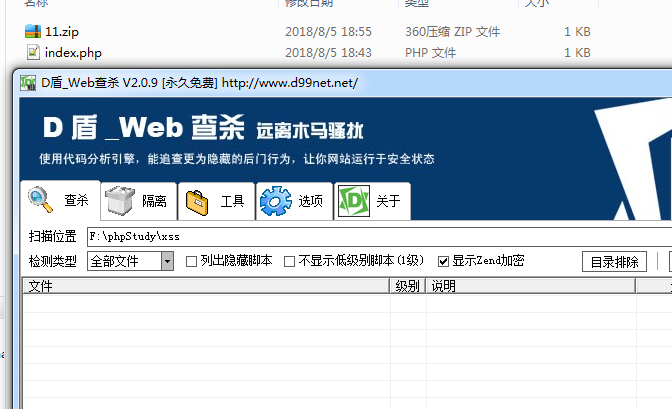 名称 修改日期 类型 大小
11.zip 2018/8/5 18:55 360压缩 ZIP 文件 1 KB
index.php 2018/8/5 18:43 PHP 文件 1 KB
D盾_Web查杀 V2.0.9 [永久免费] http://www.d99net.net/
D 盾 _Web 查杀 远离木马骚扰
使用代码分析引擎，能追查更为隐藏的后门行为，让你网站运行于安全状态
查杀 隔离 工具 选项 关于
扫描位置 F:\phpStudy\xss
检测类型 全部文件 列出隐藏脚本 不显示低级别脚本(1级) 显示Zend加密 目录排除
文件 级别 说明